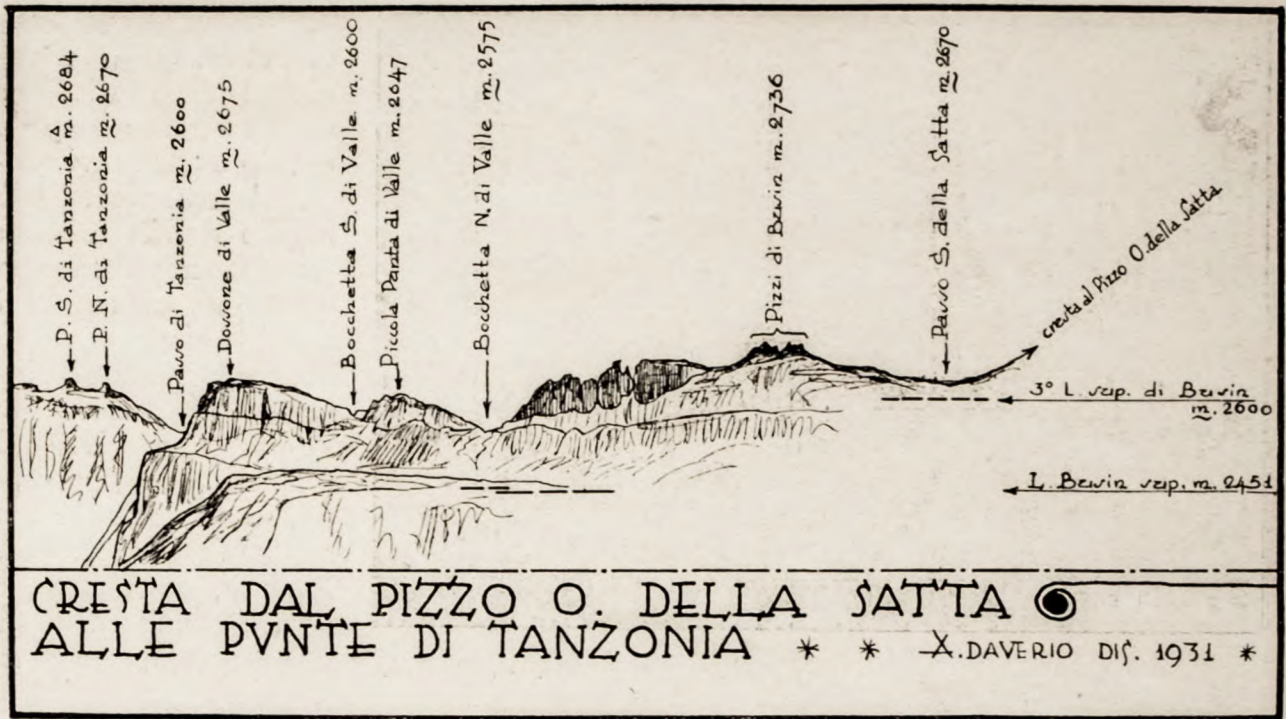 P. S. di Tanzonia m. 2684
P. N. di Tanzonia m. 2670
Passo di Tanzonia m. 2600
Dossone di Valle m. 2675
Bocchetta S. di Valle m. 2600
Piccola Punta di Valle m. 2647
Bocchetta N. di Valle m. 2575
Pizzi di Besvin m. 2736
Passo S. della Satta m. 2670
cresta al Pizzo O. della Satta
3° L. sup. di Besvin
m. 2600
L. Besvin sup. m. 2451
CRESTA DAL PIZZO O. DELLA SATTA
ALLE PVNTE DI TANZONIA * * A. DAVERIO DIS. 1931 *